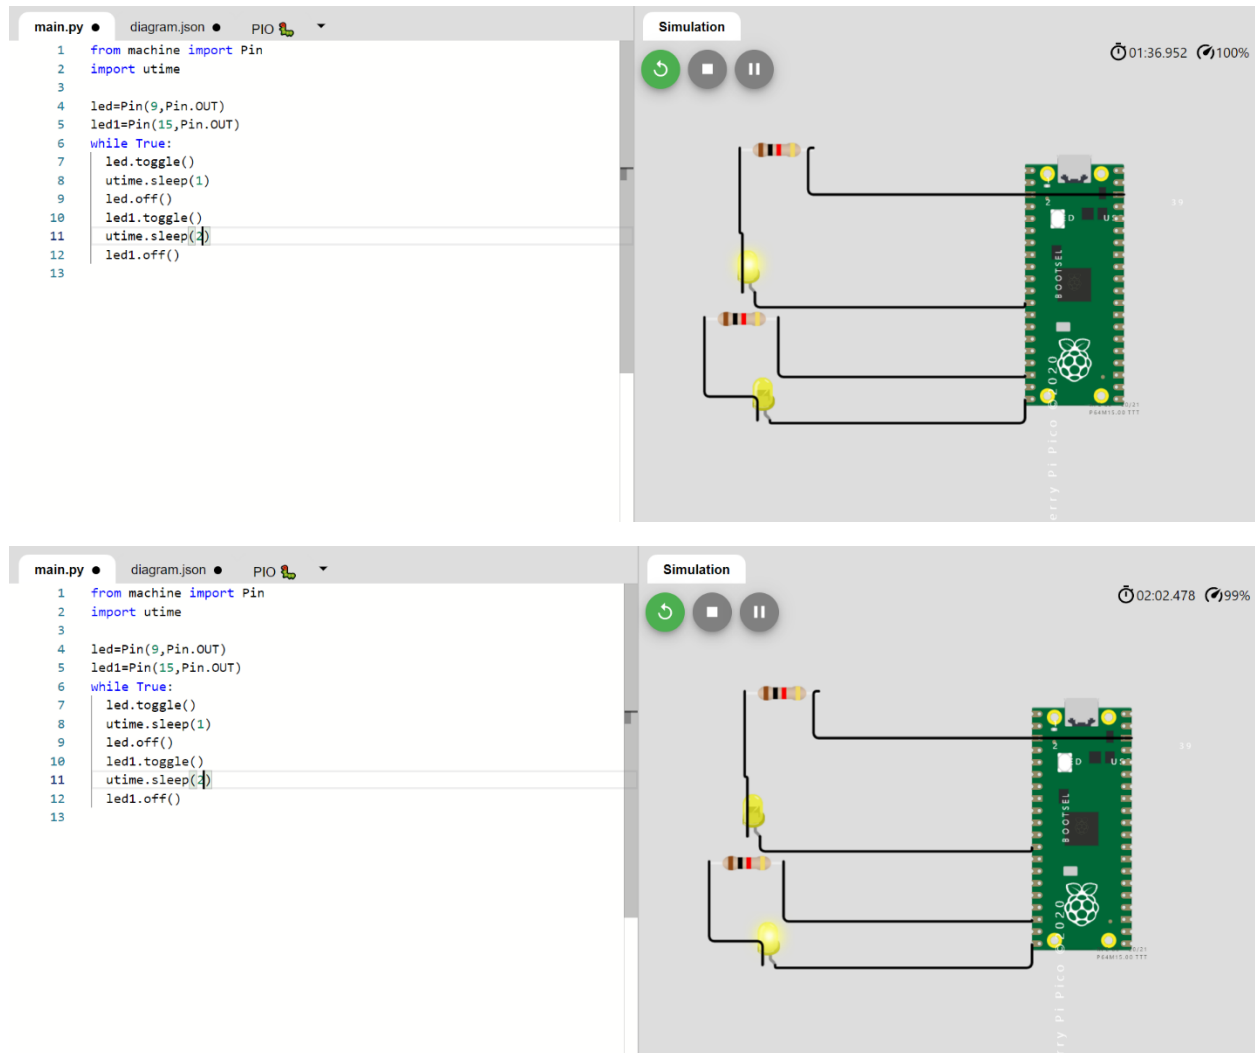 main.py ● diagram.json ● PIO
Simulation
01:36.952 100%
1 from machine import Pin
2 import utime
3
4 led=Pin(9,Pin.OUT)
5 led1=Pin(15,Pin.OUT)
6 while True:
7 led.toggle()
8 utime.sleep(1)
9 led.off()
10 led1.toggle()
11 utime.sleep(2)
12 led1.off()
13
39
2
BOOTSEL
main.py ● diagram.json ● PIO
Simulation
02:02.478 99%
1 from machine import Pin
2 import utime
3
4 led=Pin(9,Pin.OUT)
5 led1=Pin(15,Pin.OUT)
6 while True:
7 led.toggle()
8 utime.sleep(1)
9 led.off()
10 led1.toggle()
11 utime.sleep(2)
12 led1.off()
13
39
2
BOOTSEL